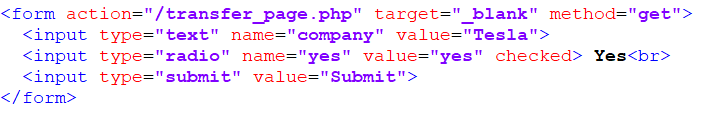 <form action="/transfer_page.php" target="_blank" method="get">
  <input type="text" name="company" value="Tesla">
  <input type="radio" name="yes" value="yes" checked> Yes<br>
  <input type="submit" value="Submit">
</form>